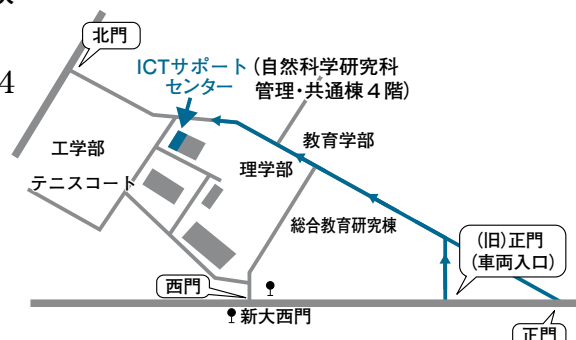 北門
4
ICTサポート
センター
(自然科学研究科
管理・共通棟4階)
工学部
教育学部
理学部
テニスコート
総合教育研究棟
(旧)正門
(車両入口)
西門
新大西門
正門